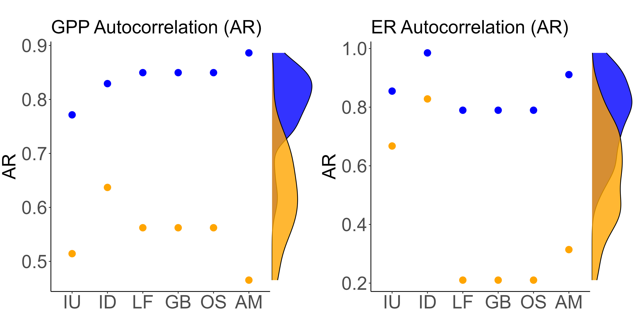 GPP Autocorrelation (AR)
0.9
0.8
0.7
0.6
0.5
AR
IU ID LF GB OS AM
ER Autocorrelation (AR)
1.0
0.8
0.6
0.4
0.2
AR
IU ID LF GB OS AM